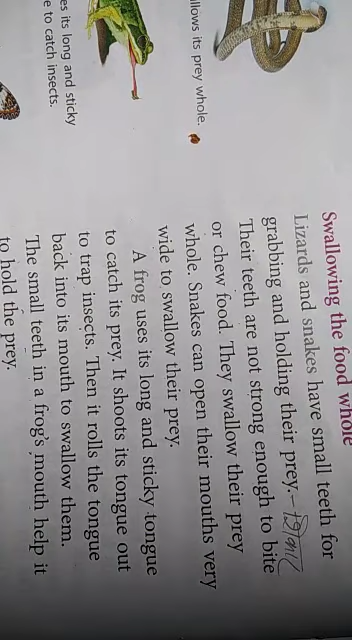 Swallowing the food whole
Lizards and snakes have small teeth for
grabbing and holding their prey.
Their teeth are not strong enough to bite
or chew food. They swallow their prey
whole. Snakes can open their mouths very
wide to swallow their prey.
A frog uses its long and sticky tongue
to catch its prey. It shoots its tongue out
to trap insects. Then it rolls the tongue
back into its mouth to swallow them.
The small teeth in a frog's mouth help it
to hold the prey.
allows its prey whole.
es its long and sticky
e to catch insects.